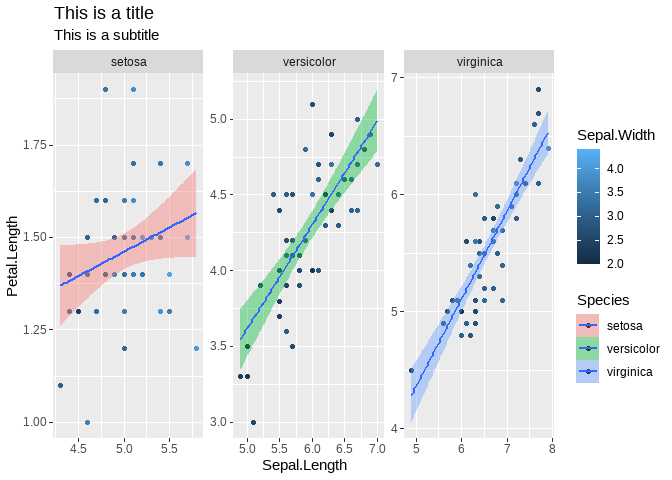 This is a title
This is a subtitle
setosa
versicolor
virginica
Petal.Length
1.75
1.50
1.25
1.00
5.0
4.5
4.0
3.5
3.0
7
6
5
4
4.5
5.0
5.5
5.0
5.5
6.0
6.5
7.0
5
6
7
8
Sepal.Length
Sepal.Width
4.0
3.5
3.0
2.5
2.0
Species
setosa
versicolor
virginica